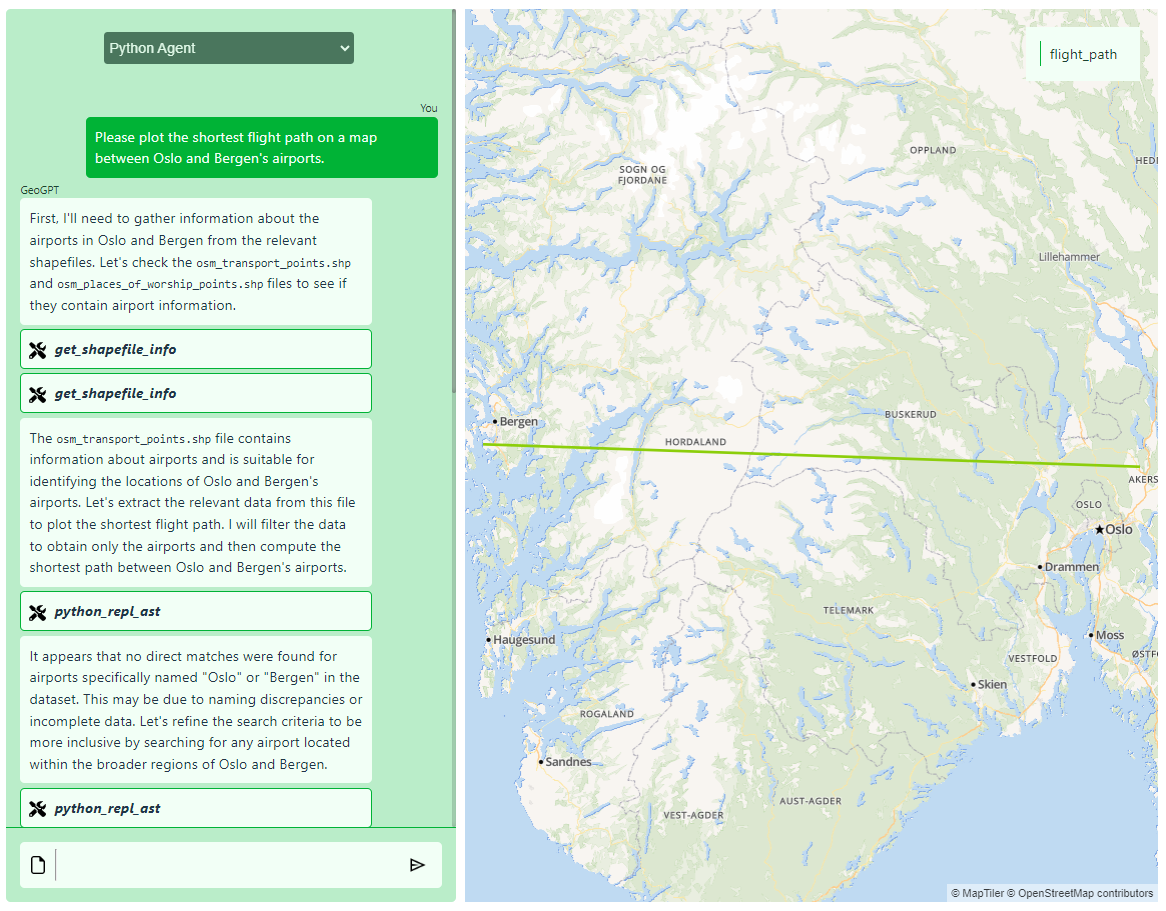 Python Agent
You
Please plot the shortest flight path on a map
between Oslo and Bergen's airports.
GeoGPT
First, I'll need to gather information about the
airports in Oslo and Bergen from the relevant
shapefiles. Let's check the osm_transport_points.shp
and osm_places_of_worship_points.shp files to see if
they contain airport information.
get_shapefile_info
get_shapefile_info
The osm_transport_points.shp file contains
information about airports and is suitable for
identifying the locations of Oslo and Bergen's
airports. Let's extract the relevant data from this file
to plot the shortest flight path. I will filter the data
to obtain only the airports and then compute the
shortest path between Oslo and Bergen's airports.
python_repl_ast
It appears that no direct matches were found for
airports specifically named "Oslo" or "Bergen" in the
dataset. This may be due to naming discrepancies or
incomplete data. Let's refine the search criteria to be
more inclusive by searching for any airport located
within the broader regions of Oslo and Bergen.
python_repl_ast
flight_path
OPPLAND
HEDI
SOGN OG
FJORDANE
Lillehammer
BUSKERUD
Bergen
HORDALAND
AKERS
OSLO
Oslo
Drammen
TELEMARK
Moss
Haugesund
ØSTF
VESTFOLD
Skien
ROGALAND
Sandnes
AUST-AGDER
VEST-AGDER
© MapTiler © OpenStreetMap contributors